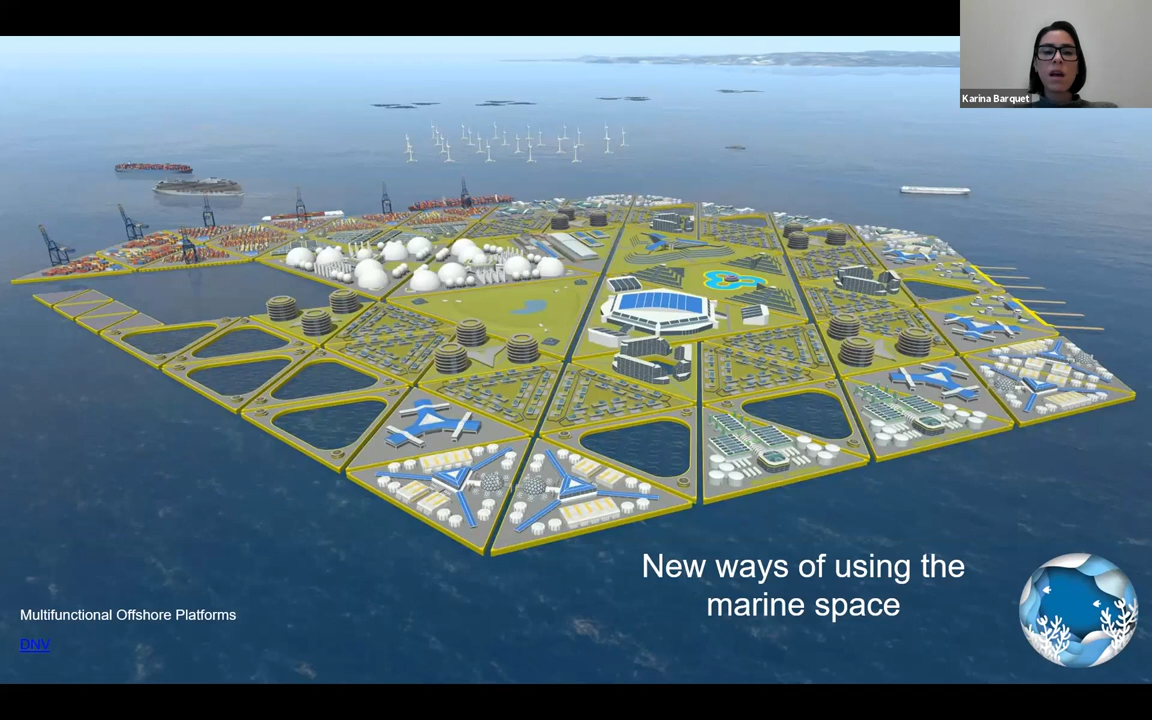 Karina Barquet
New ways of using the
marine space
Multifunctional Offshore Platforms
DNV